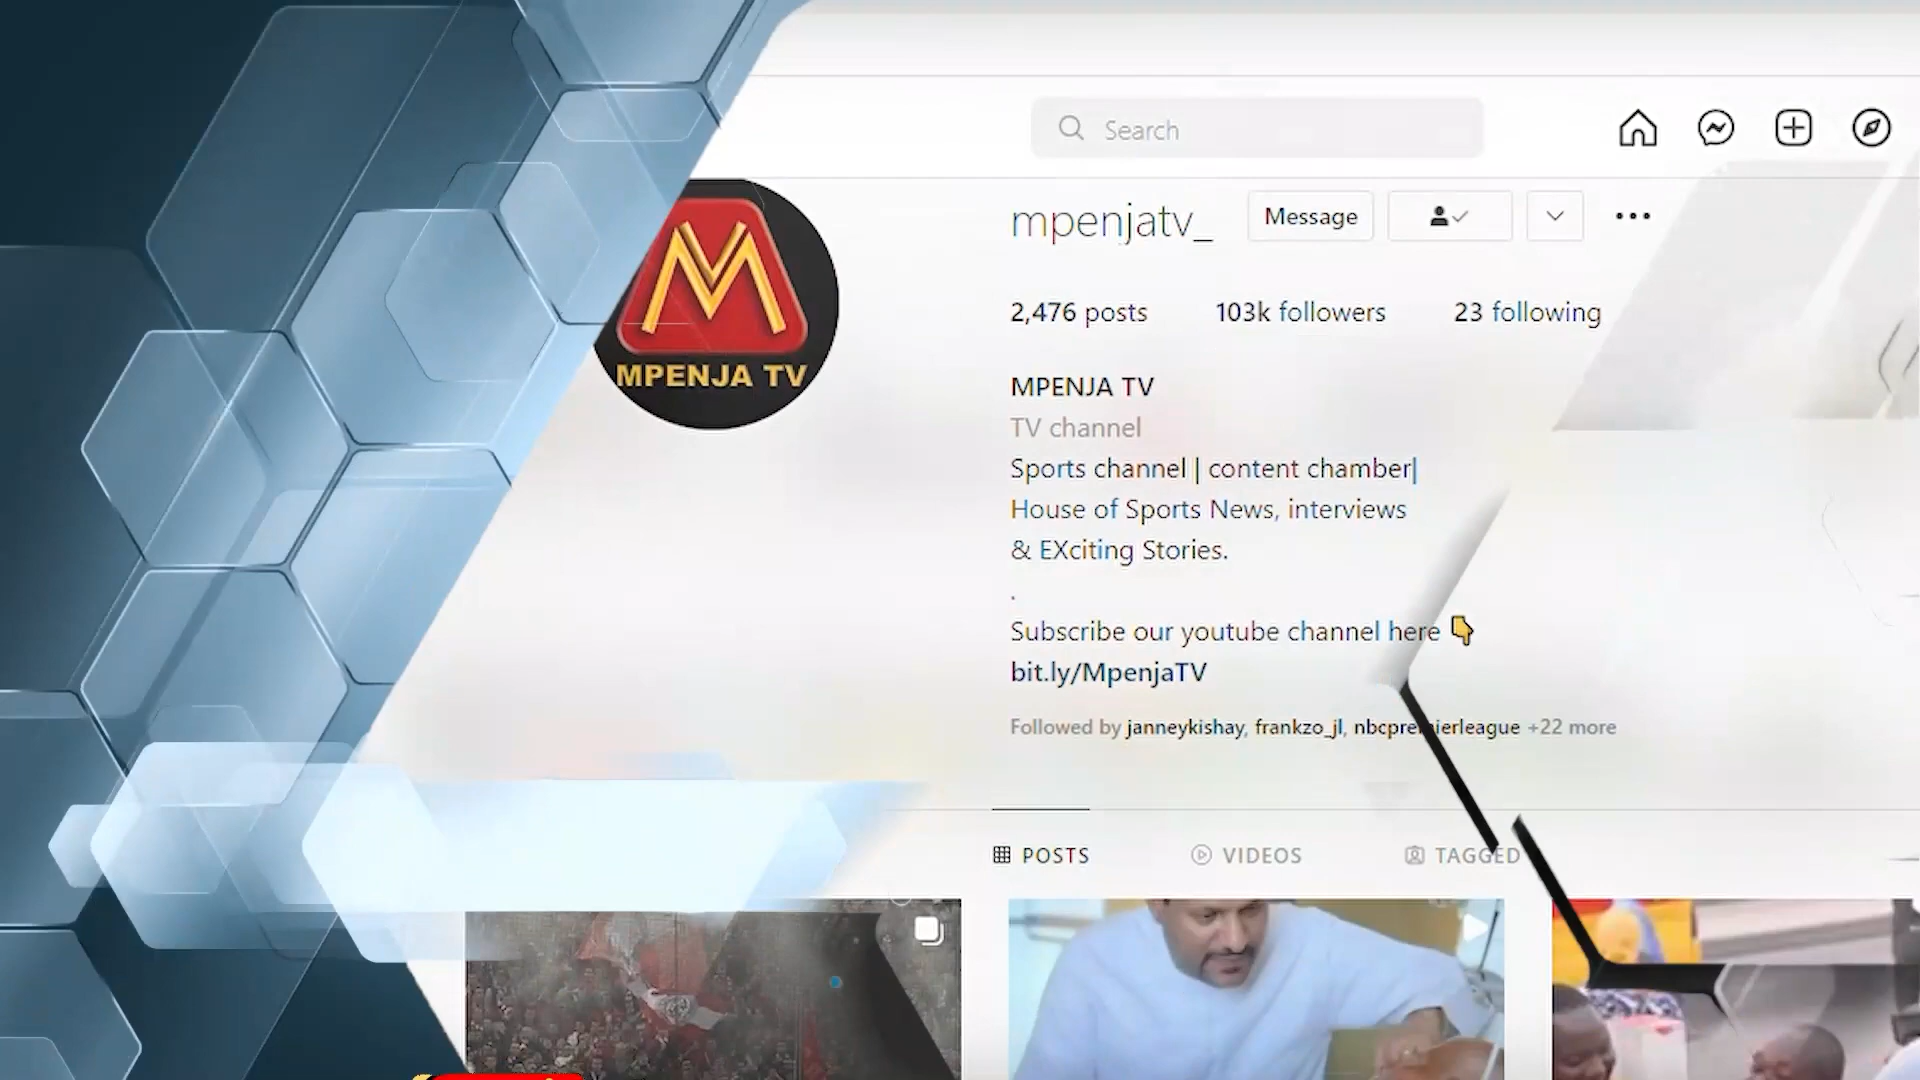 Search
mpenjatv_ Message
2,476 posts 103k followers 23 following
MPENJA TV
MPENJA TV
TV channel
Sports channel | content chamber|
House of Sports News, interviews
& EXciting Stories.
.
Subscribe our youtube channel here 👇
bit.ly/MpenjaTV
Followed by janneykishay, frankzo_jl, nbcpremierleague +22 more
POSTS VIDEOS TAGGED